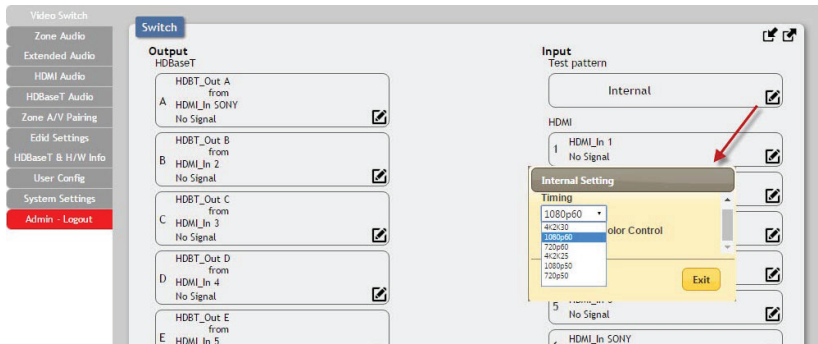 Video Switch
Zone Audio
Extended Audio
HDMI Audio
HDBaseT Audio
Zone A/V Pairing
Edid Settings
HDBaseT & H/W Info
User Config
System Settings
Admin - Logout
Switch
Output
HDBaseT
HDBT_Out A
from
A
HDMI_In SONY
No Signal
HDBT_Out B
from
B
HDMI_In 2
No Signal
HDBT_Out C
from
C
HDMI_In 3
No Signal
HDBT_Out D
from
D
HDMI_In 4
No Signal
HDBT_Out E
from
E
HDMI_In 5
Input
Test pattern
Internal
HDMI
HDMI_In 1
1
No Signal
Internal Setting
Timing
1080p60
4K2K30
1080p60
720p60
4K2K25
1080p50
720p50
olor Control
Exit
5
No Signal
HDMI_In SONY